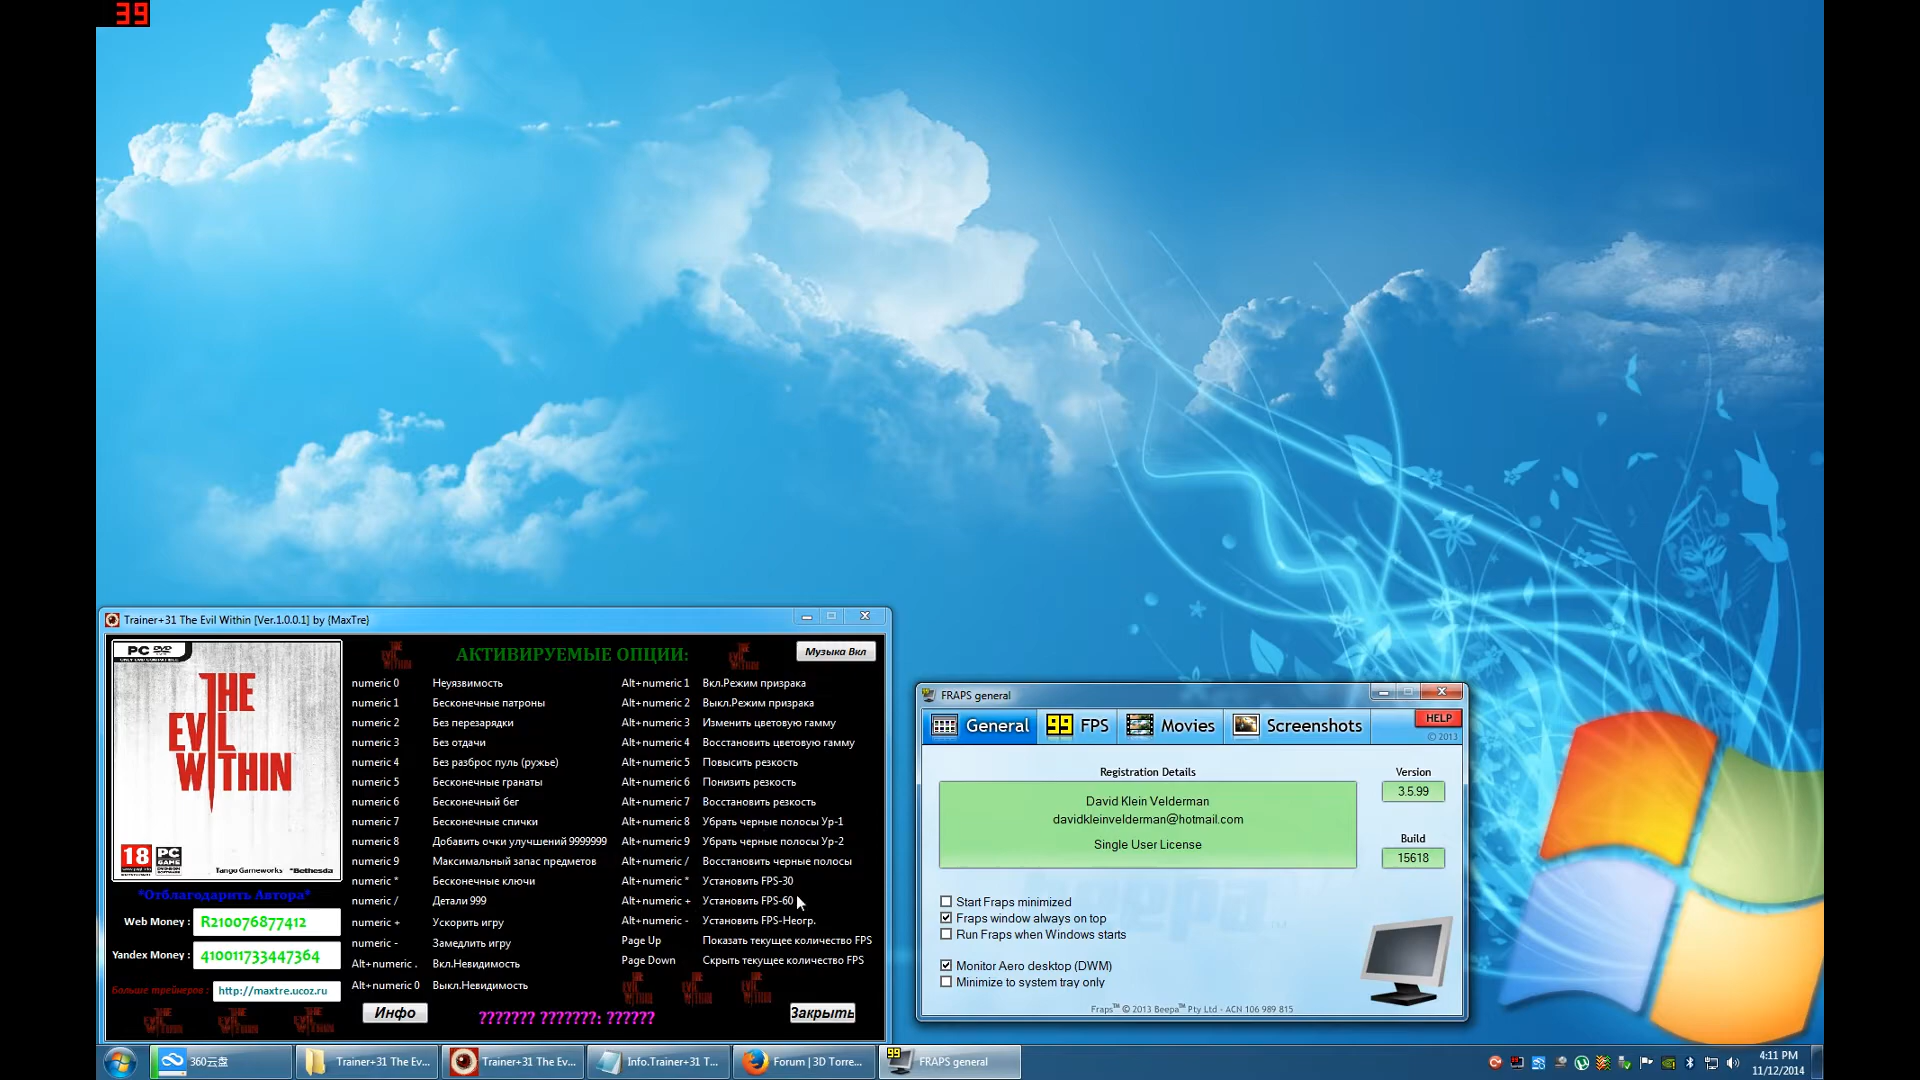 39
Trainer+31 The Evil Within [Ver.1.0.0.1] by {MaxTre}
PC DVD
THE
EVIL
WITHIN
18
PC
Tango Gameworks
Bethesda
АКТИВИРУЕМЫЕ ОПЦИИ:
Музыка Вкл
numeric 0 Неуязвимость
numeric 1 Бесконечные патроны
numeric 2 Без перезарядки
numeric 3 Без отдачи
numeric 4 Без разброс пуль (ружье)
numeric 5 Бесконечные гранаты
numeric 6 Бесконечный бег
numeric 7 Бесконечные спички
numeric 8 Добавить очки улучшений 9999999
numeric 9 Максимальный запас предметов
numeric * Бесконечные ключи
numeric / Детали 999
numeric + Ускорить игру
numeric - Замедлить игру
Alt+numeric . Вкл.Невидимость
Alt+numeric 0 Выкл.Невидимость
Alt+numeric 1 Вкл.Режим призрака
Alt+numeric 2 Выкл.Режим призрака
Alt+numeric 3 Изменить цветовую гамму
Alt+numeric 4 Восстановить цветовую гамму
Alt+numeric 5 Повысить резкость
Alt+numeric 6 Понизить резкость
Alt+numeric 7 Восстановить резкость
Alt+numeric 8 Убрать черные полосы Ур-1
Alt+numeric 9 Убрать черные полосы Ур-2
Alt+numeric / Восстановить черные полосы
Alt+numeric * Установить FPS-30
Alt+numeric + Установить FPS-60
Alt+numeric - Установить FPS-Неогр.
Page Up Показать текущее количество FPS
Page Down Скрыть текущее количество FPS
*Отблагодарить Автора*
Web Money : R210076877412
Yandex Money : 410011733447364
Больше трейнеров : http://maxtre.ucoz.ru
Инфо
??????? ???????: ??????
Закрыть
FRAPS general
General
99 FPS
Movies
Screenshots
HELP
© 2013
Registration Details
David Klein Velderman
davidkleinvelderman@hotmail.com
Single User License
Version
3.5.99
Build
15618
Start Fraps minimized
Fraps window always on top
Run Fraps when Windows starts
Monitor Aero desktop (DWM)
Minimize to system tray only
Fraps™ © 2013 Beepa™ Pty Ltd - ACN 106 989 815
360云盘
Trainer+31 The Ev...
Trainer+31 The Ev...
Info.Trainer+31 T...
Forum | 3D Torre...
99
FRAPS general
4:11 PM
11/12/2014